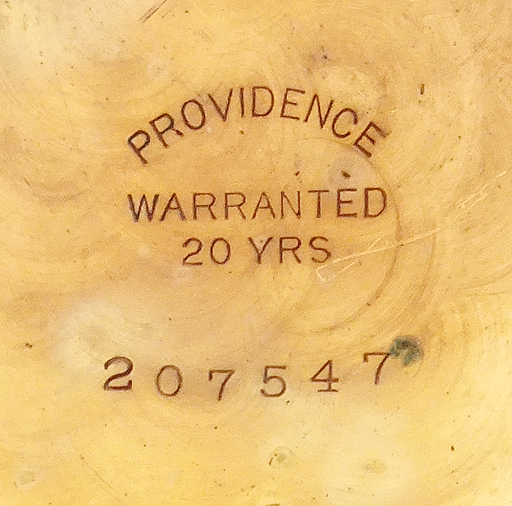 PROVIDENCE
WARRANTED
20 YRS
207547